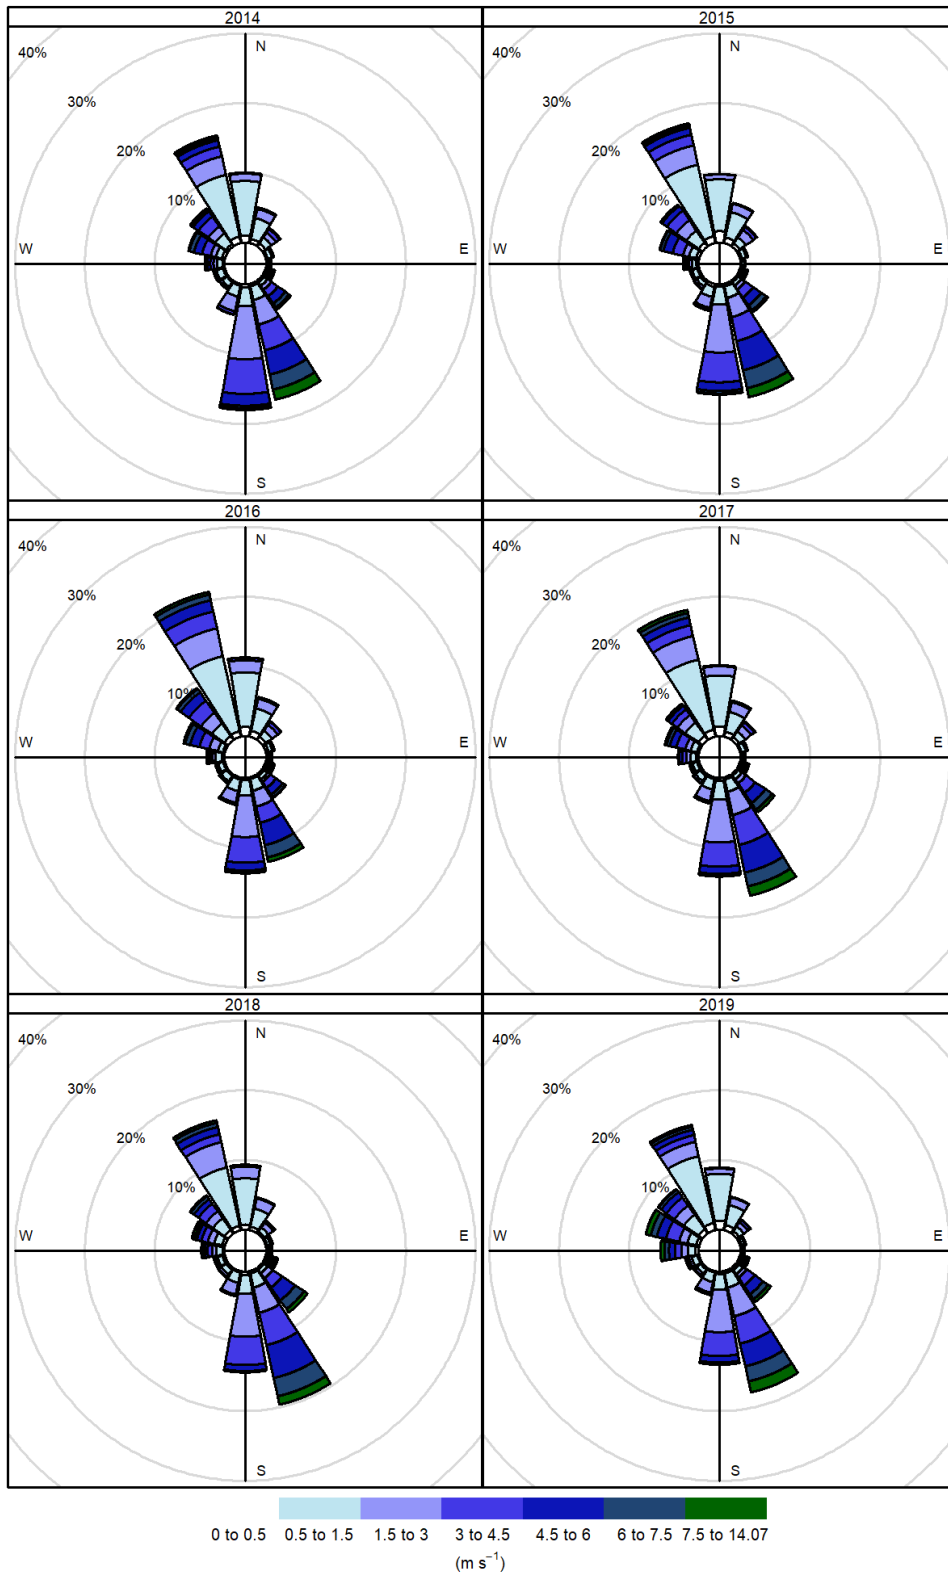 2014
2015
40%
N
30%
20%
10%
W
E
S
40%
N
30%
20%
10%
W
E
S
2016
2017
40%
N
30%
20%
10%
W
E
S
40%
N
30%
20%
10%
W
E
S
2018
2019
40%
N
30%
20%
10%
W
E
S
40%
N
30%
20%
10%
W
E
S
0 to 0.5 0.5 to 1.5 1.5 to 3 3 to 4.5 4.5 to 6 6 to 7.5 7.5 to 14.07
(m s⁻¹)